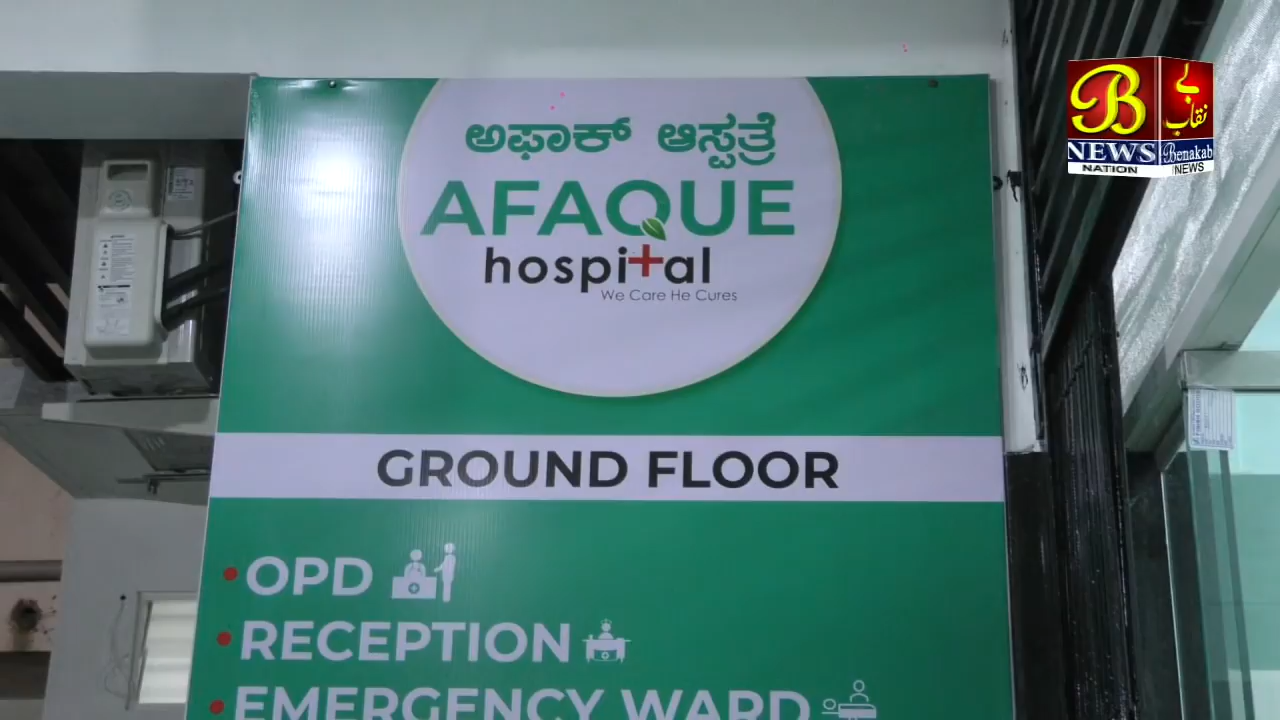 ಅಫಾಕ್ ಆಸ್ಪತ್ರೆ
AFAQUE
hospital
We Care He Cures
GROUND FLOOR
OPD
RECEPTION
EMERGENCY WARD
B
NEWS
NATION
بے
نقاب
Benakab
NEWS